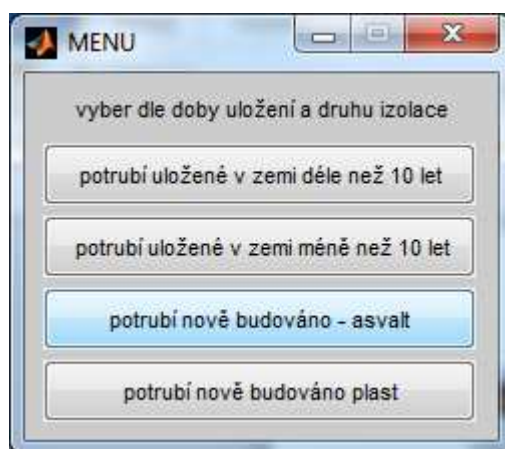 MENU
vyber dle doby uložení a druhu izolace
potrubí uložené v zemi déle než 10 let
potrubí uložené v zemi méně než 10 let
potrubí nově budováno - asvalt
potrubí nově budováno plast